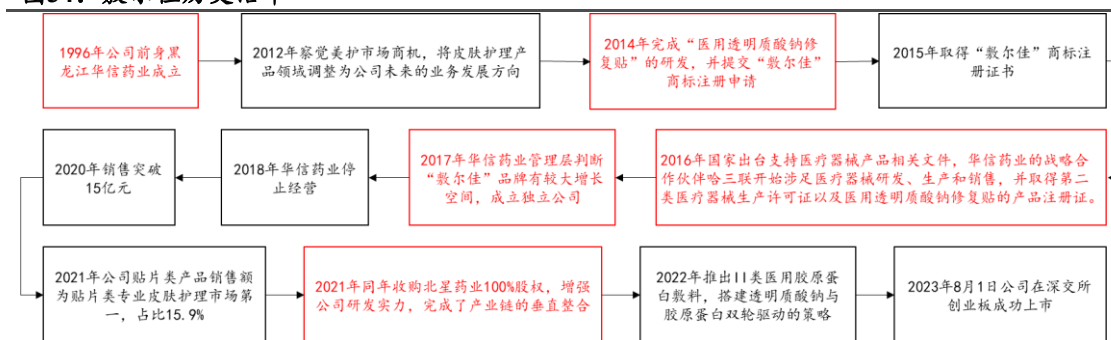 1996年公司前身黑
龙江华信药业成立
2012年察觉美护市场商机，将皮肤护理产
品领域调整为公司未来的业务发展方向
2014年完成“医用透明质酸钠修
复贴”的研发，并提交“敷尔佳”
商标注册申请
2015年取得“敷尔佳”商标注
册证书
2016年国家出台支持医疗器械产品相关文件，华信药业的战略合
作伙伴哈三联开始涉足医疗器械研发、生产和销售，并取得第二
类医疗器械生产许可证以及医用透明质酸钠修复贴的产品注册证。
2017年华信药业管理层判断
“敷尔佳”品牌有较大增长
空间，成立独立公司
2018年华信药业停
止经营
2020年销售突破
15亿元
2021年公司贴片类产品销售额
为贴片类专业皮肤护理市场第
一，占比15.9%
2021年同年收购北星药业100%股权，增强
公司研发实力，完成了产业链的垂直整合
2022年推出II类医用胶原蛋
白敷料，搭建透明质酸钠与
胶原蛋白双轮驱动的策略
2023年8月1日公司在深交所
创业板成功上市